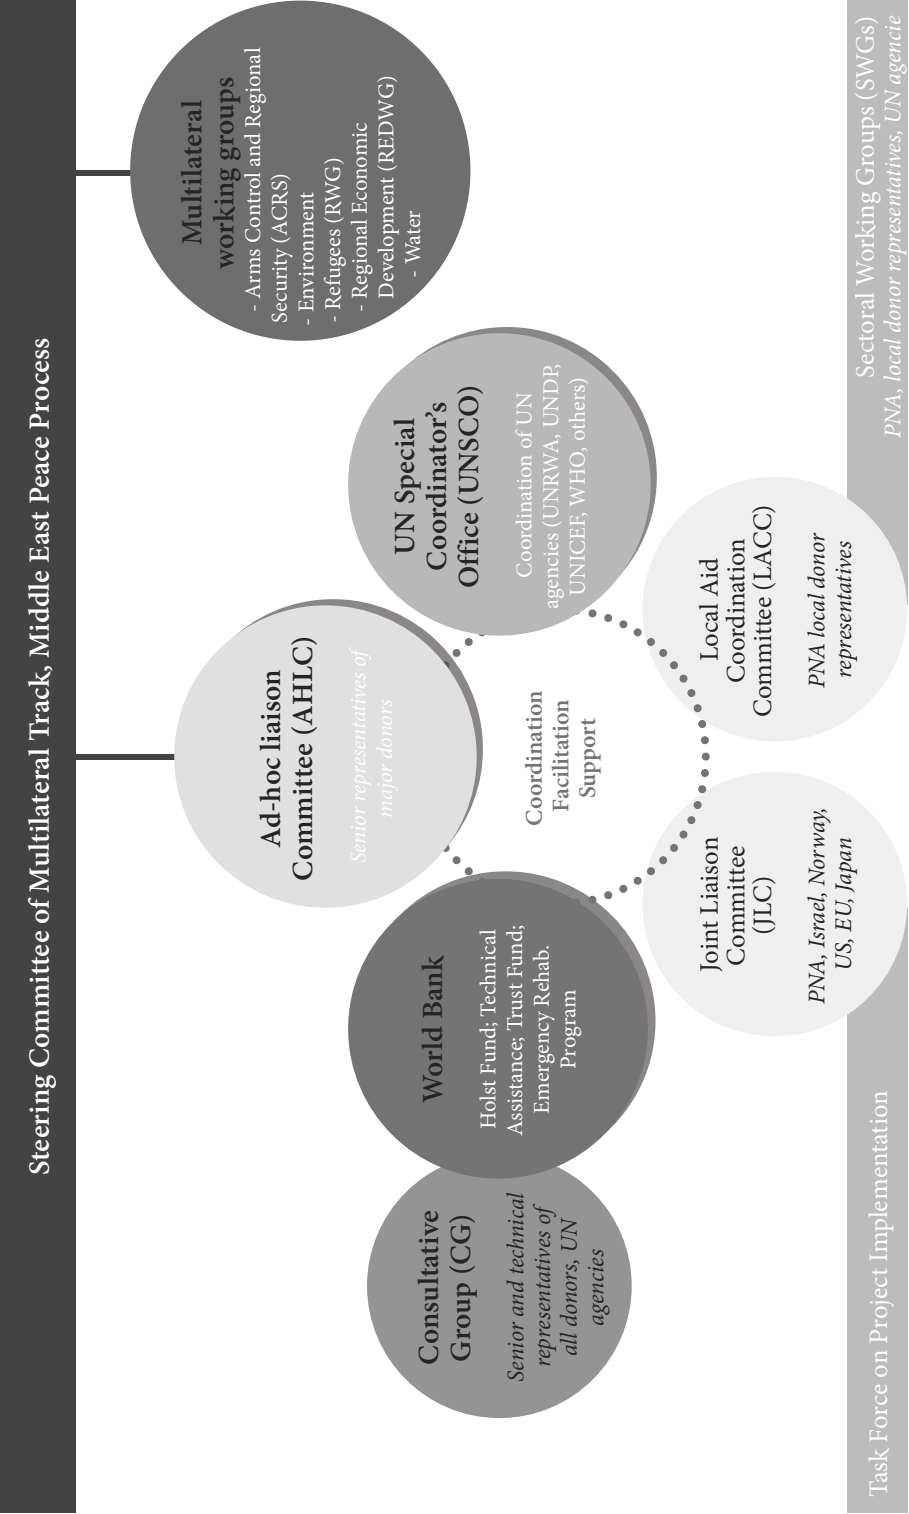 Steering Committee of Multilateral Track, Middle East Peace Process
Multilateral
working groups
- Arms Control and Regional
Security (ACRS)
- Environment
- Refugees (RWG)
- Regional Economic
Development (REDWG)
- Water
Ad-hoc liaison
Committee (AHLC)
Senior representatives of
major donors
Consultative
Group (CG)
Senior and technical
representatives of
all donors, UN
agencies
World Bank
Holst Fund; Technical
Assistance; Trust Fund;
Emergency Rehab.
Program
Coordination
Facilitation
Support
UN Special
Coordinator’s
Office (UNSCO)
Coordination of UN
agencies (UNRWA, UNDP,
UNICEF, WHO, others)
Joint Liaison
Committee
(JLC)
PNA, Israel, Norway,
US, EU, Japan
Local Aid
Coordination
Committee (LACC)
PNA local donor
representatives
Task Force on Project Implementation
Sectoral Working Groups (SWGs)
PNA, local donor representatives, UN agencie